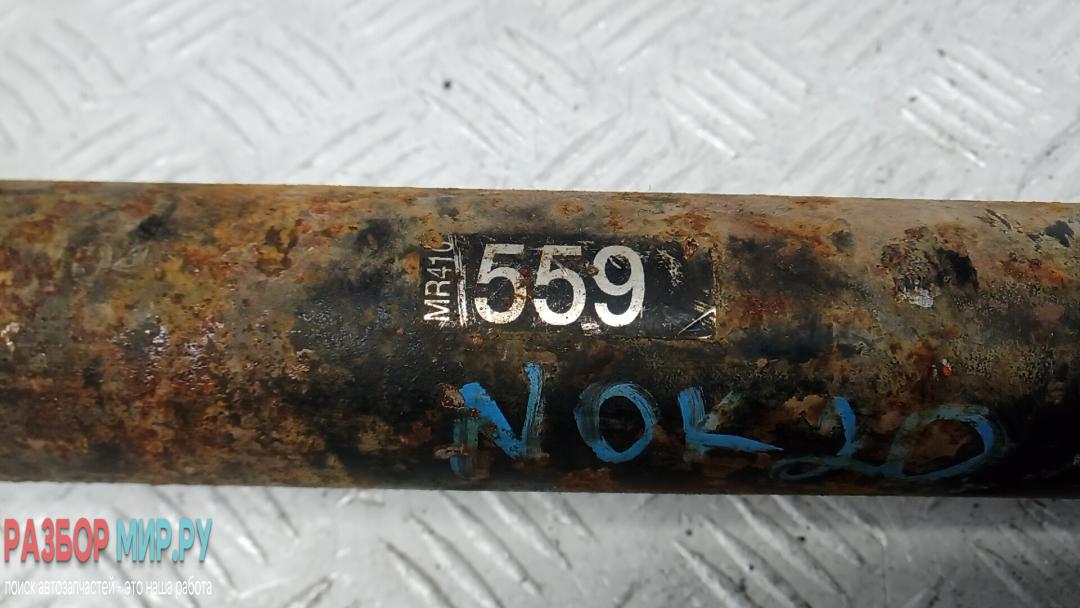 MR410
559
NOK20
РАЗБОР МИР.РУ
поиск автозапчастей - это наша работа